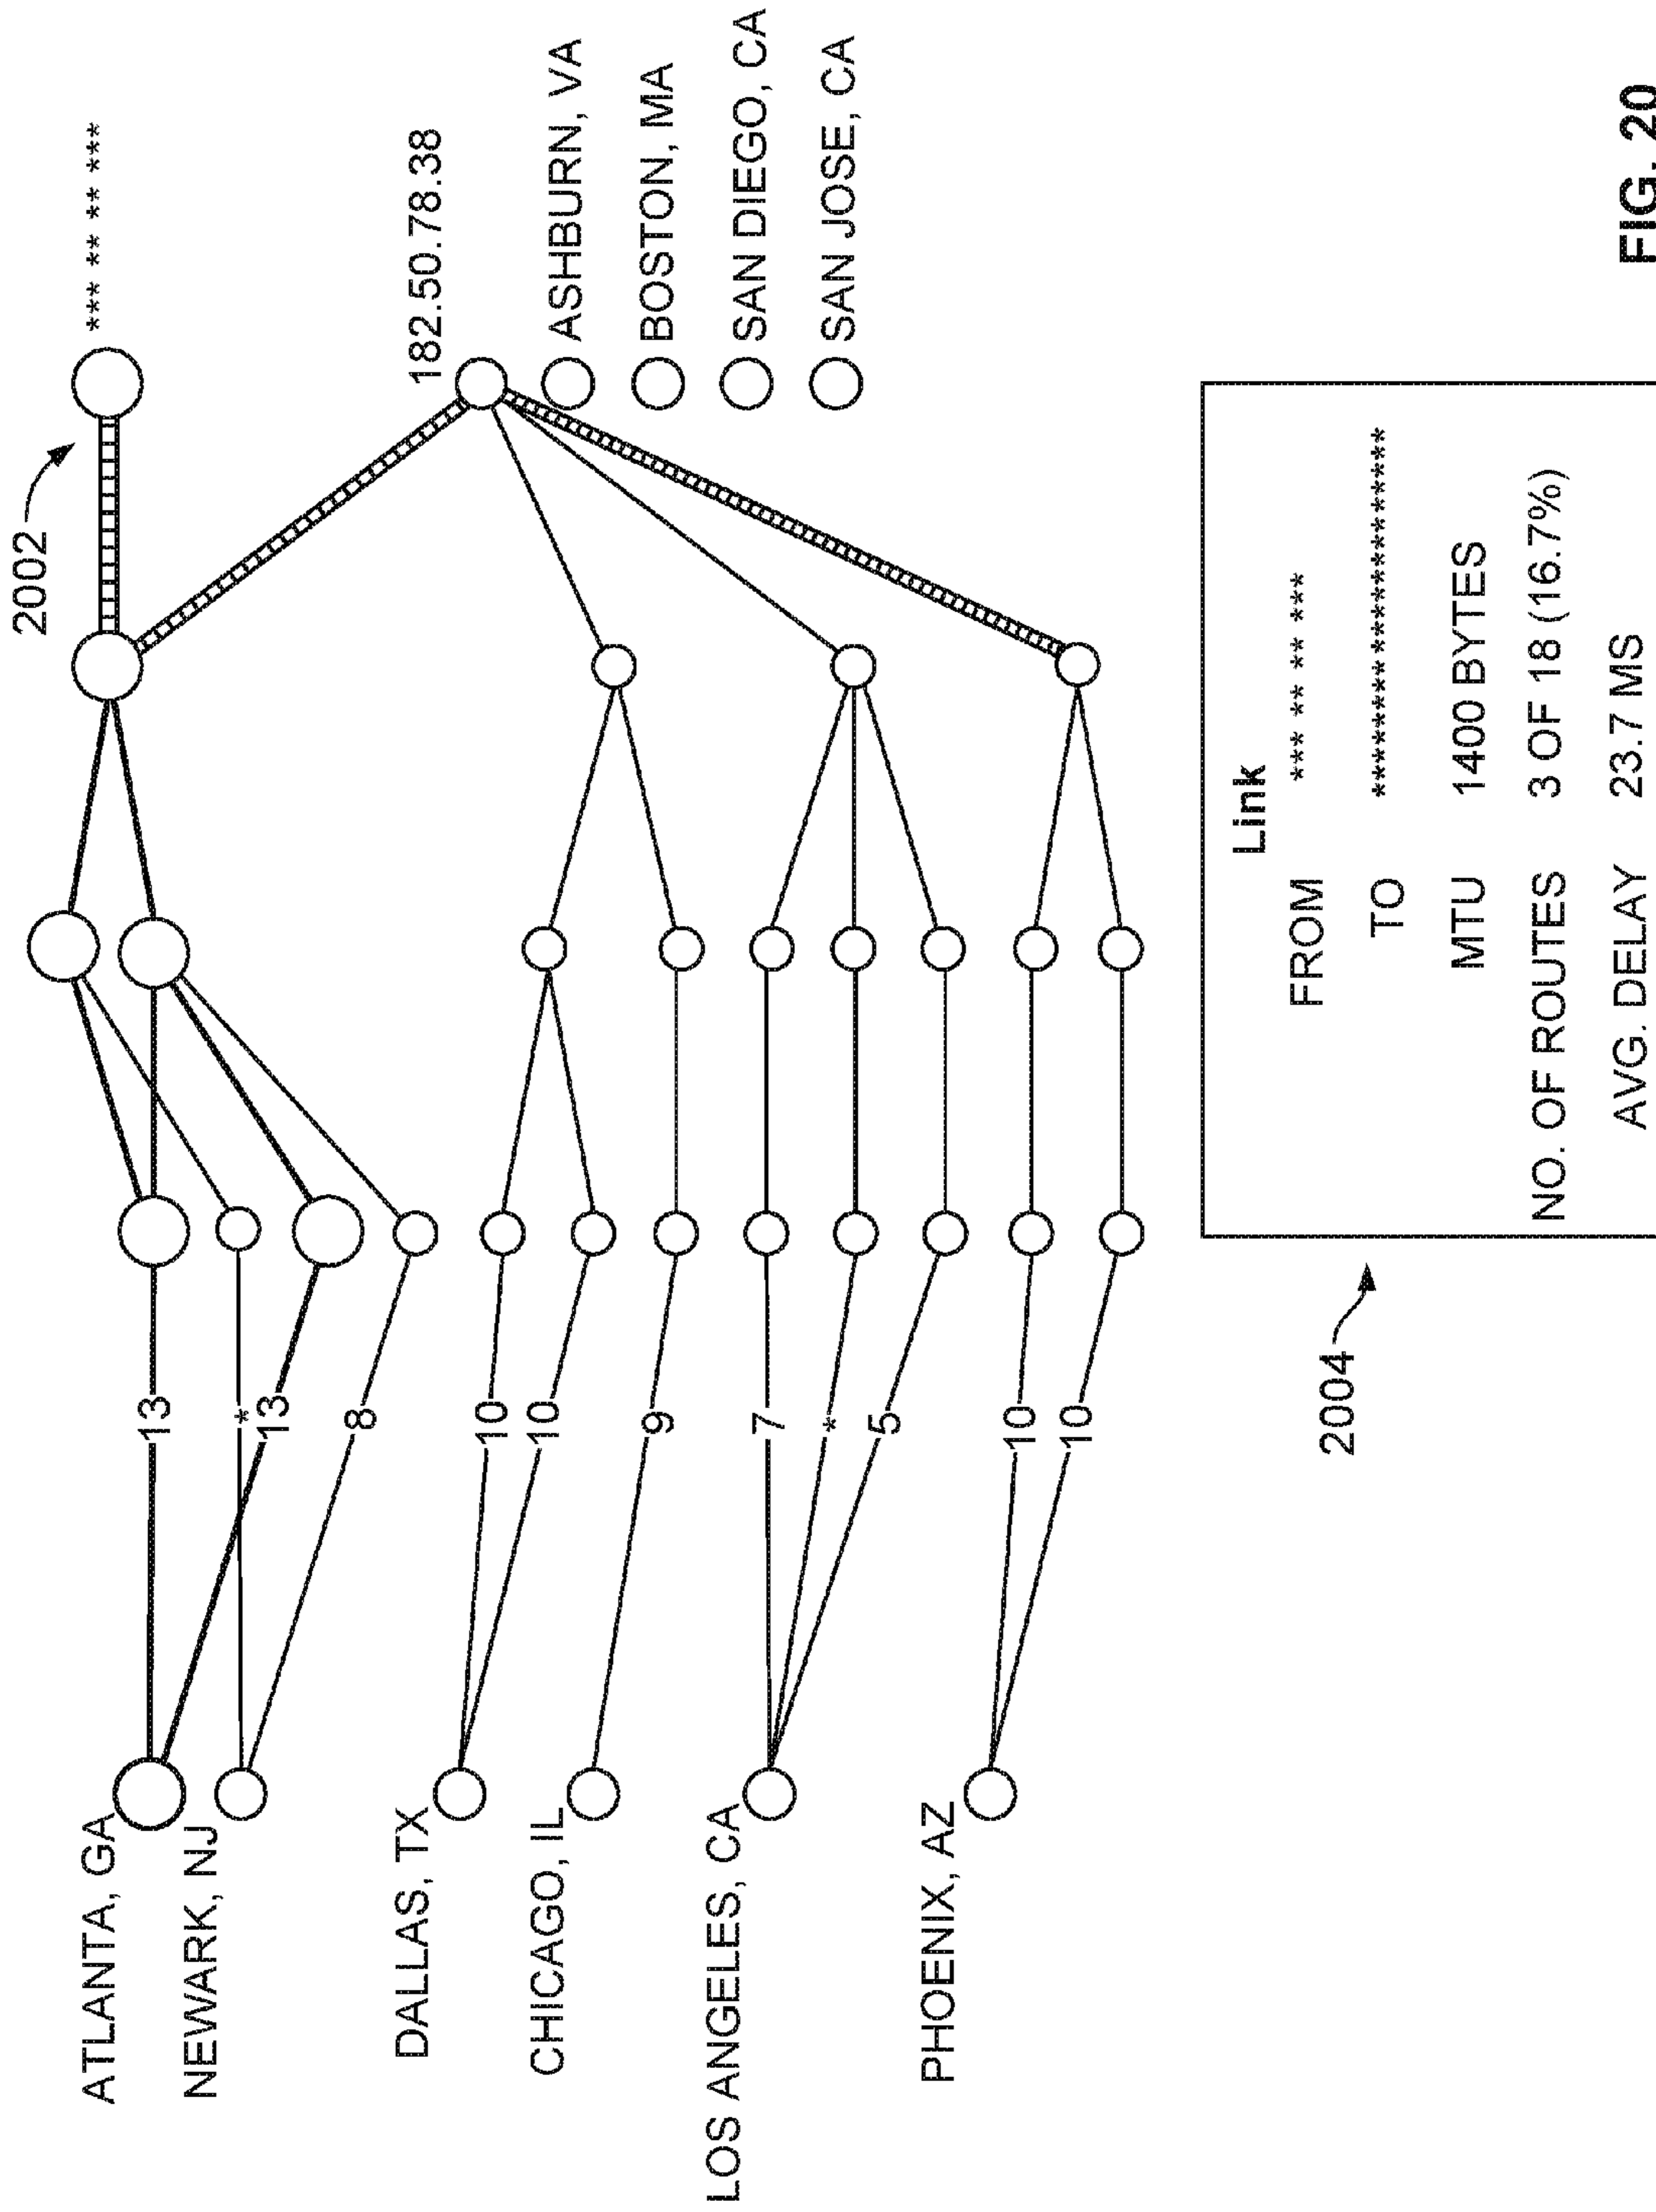 2002
*** ** ** ***
ATLANTA, GA
13
NEWARK, NJ
*
13
8
182.50.78.38
DALLAS, TX
10
10
ASHBURN, VA
CHICAGO, IL
9
BOSTON, MA
SAN DIEGO, CA
LOS ANGELES, CA
7
*
5
SAN JOSE, CA
PHOENIX, AZ
10
10
2004
Link
FROM *** ** ** ***
TO ***********************
MTU 1400 BYTES
NO. OF ROUTES 3 OF 18 (16.7%)
AVG. DELAY 23.7 MS
FIG. 20